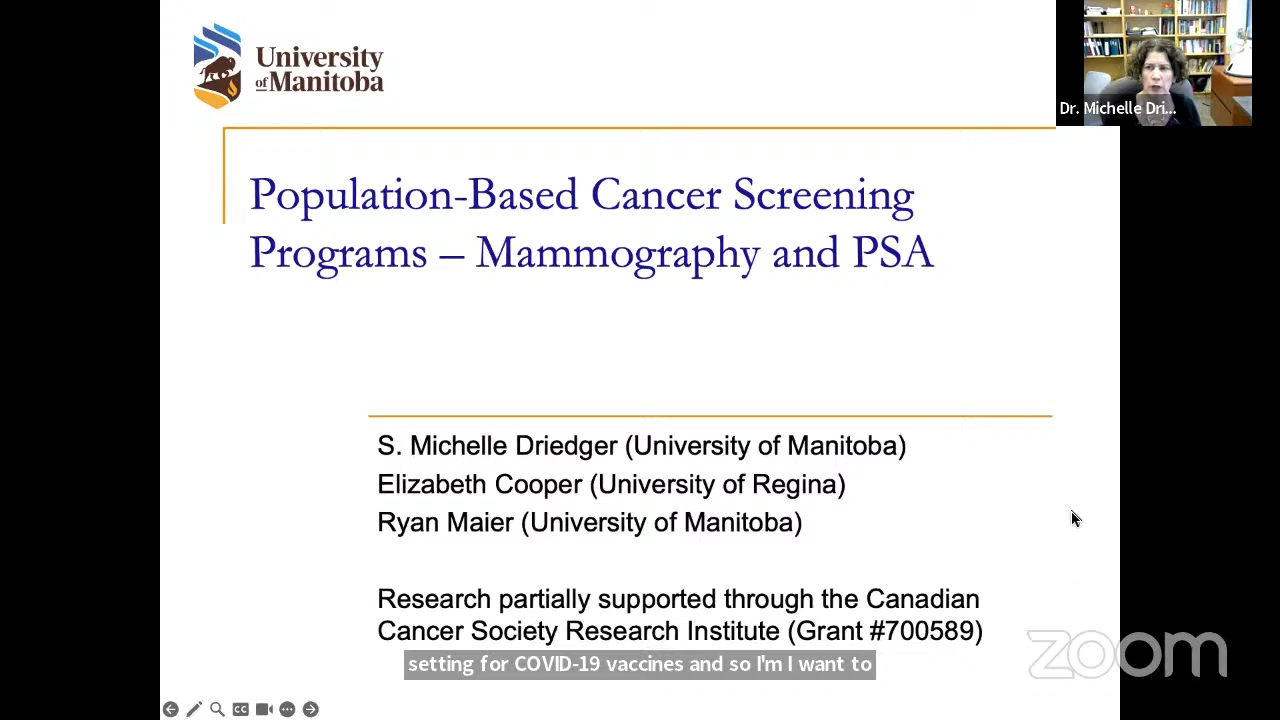 University
of Manitoba
Dr. Michelle Dri...
Population-Based Cancer Screening
Programs – Mammography and PSA
S. Michelle Driedger (University of Manitoba)
Elizabeth Cooper (University of Regina)
Ryan Maier (University of Manitoba)
Research partially supported through the Canadian
Cancer Society Research Institute (Grant #700589)
setting for COVID-19 vaccines and so I'm I want to
zoom
CC